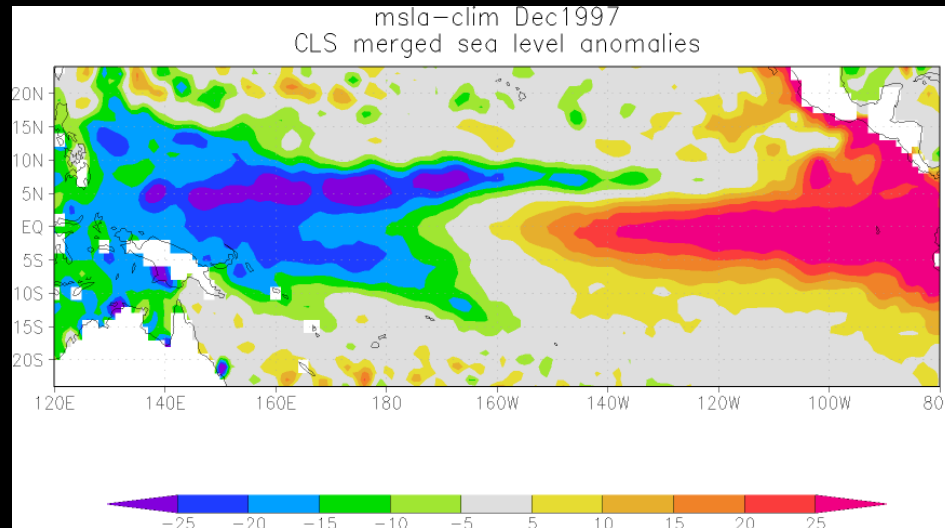 msla-clim Dec1997
CLS merged sea level anomalies
20N
15N
10N
5N
EQ
5S
10S
15S
20S
120E 140E 160E 180 160W 140W 120W 100W 80
-25 -20 -15 -10 -5 5 10 15 20 25